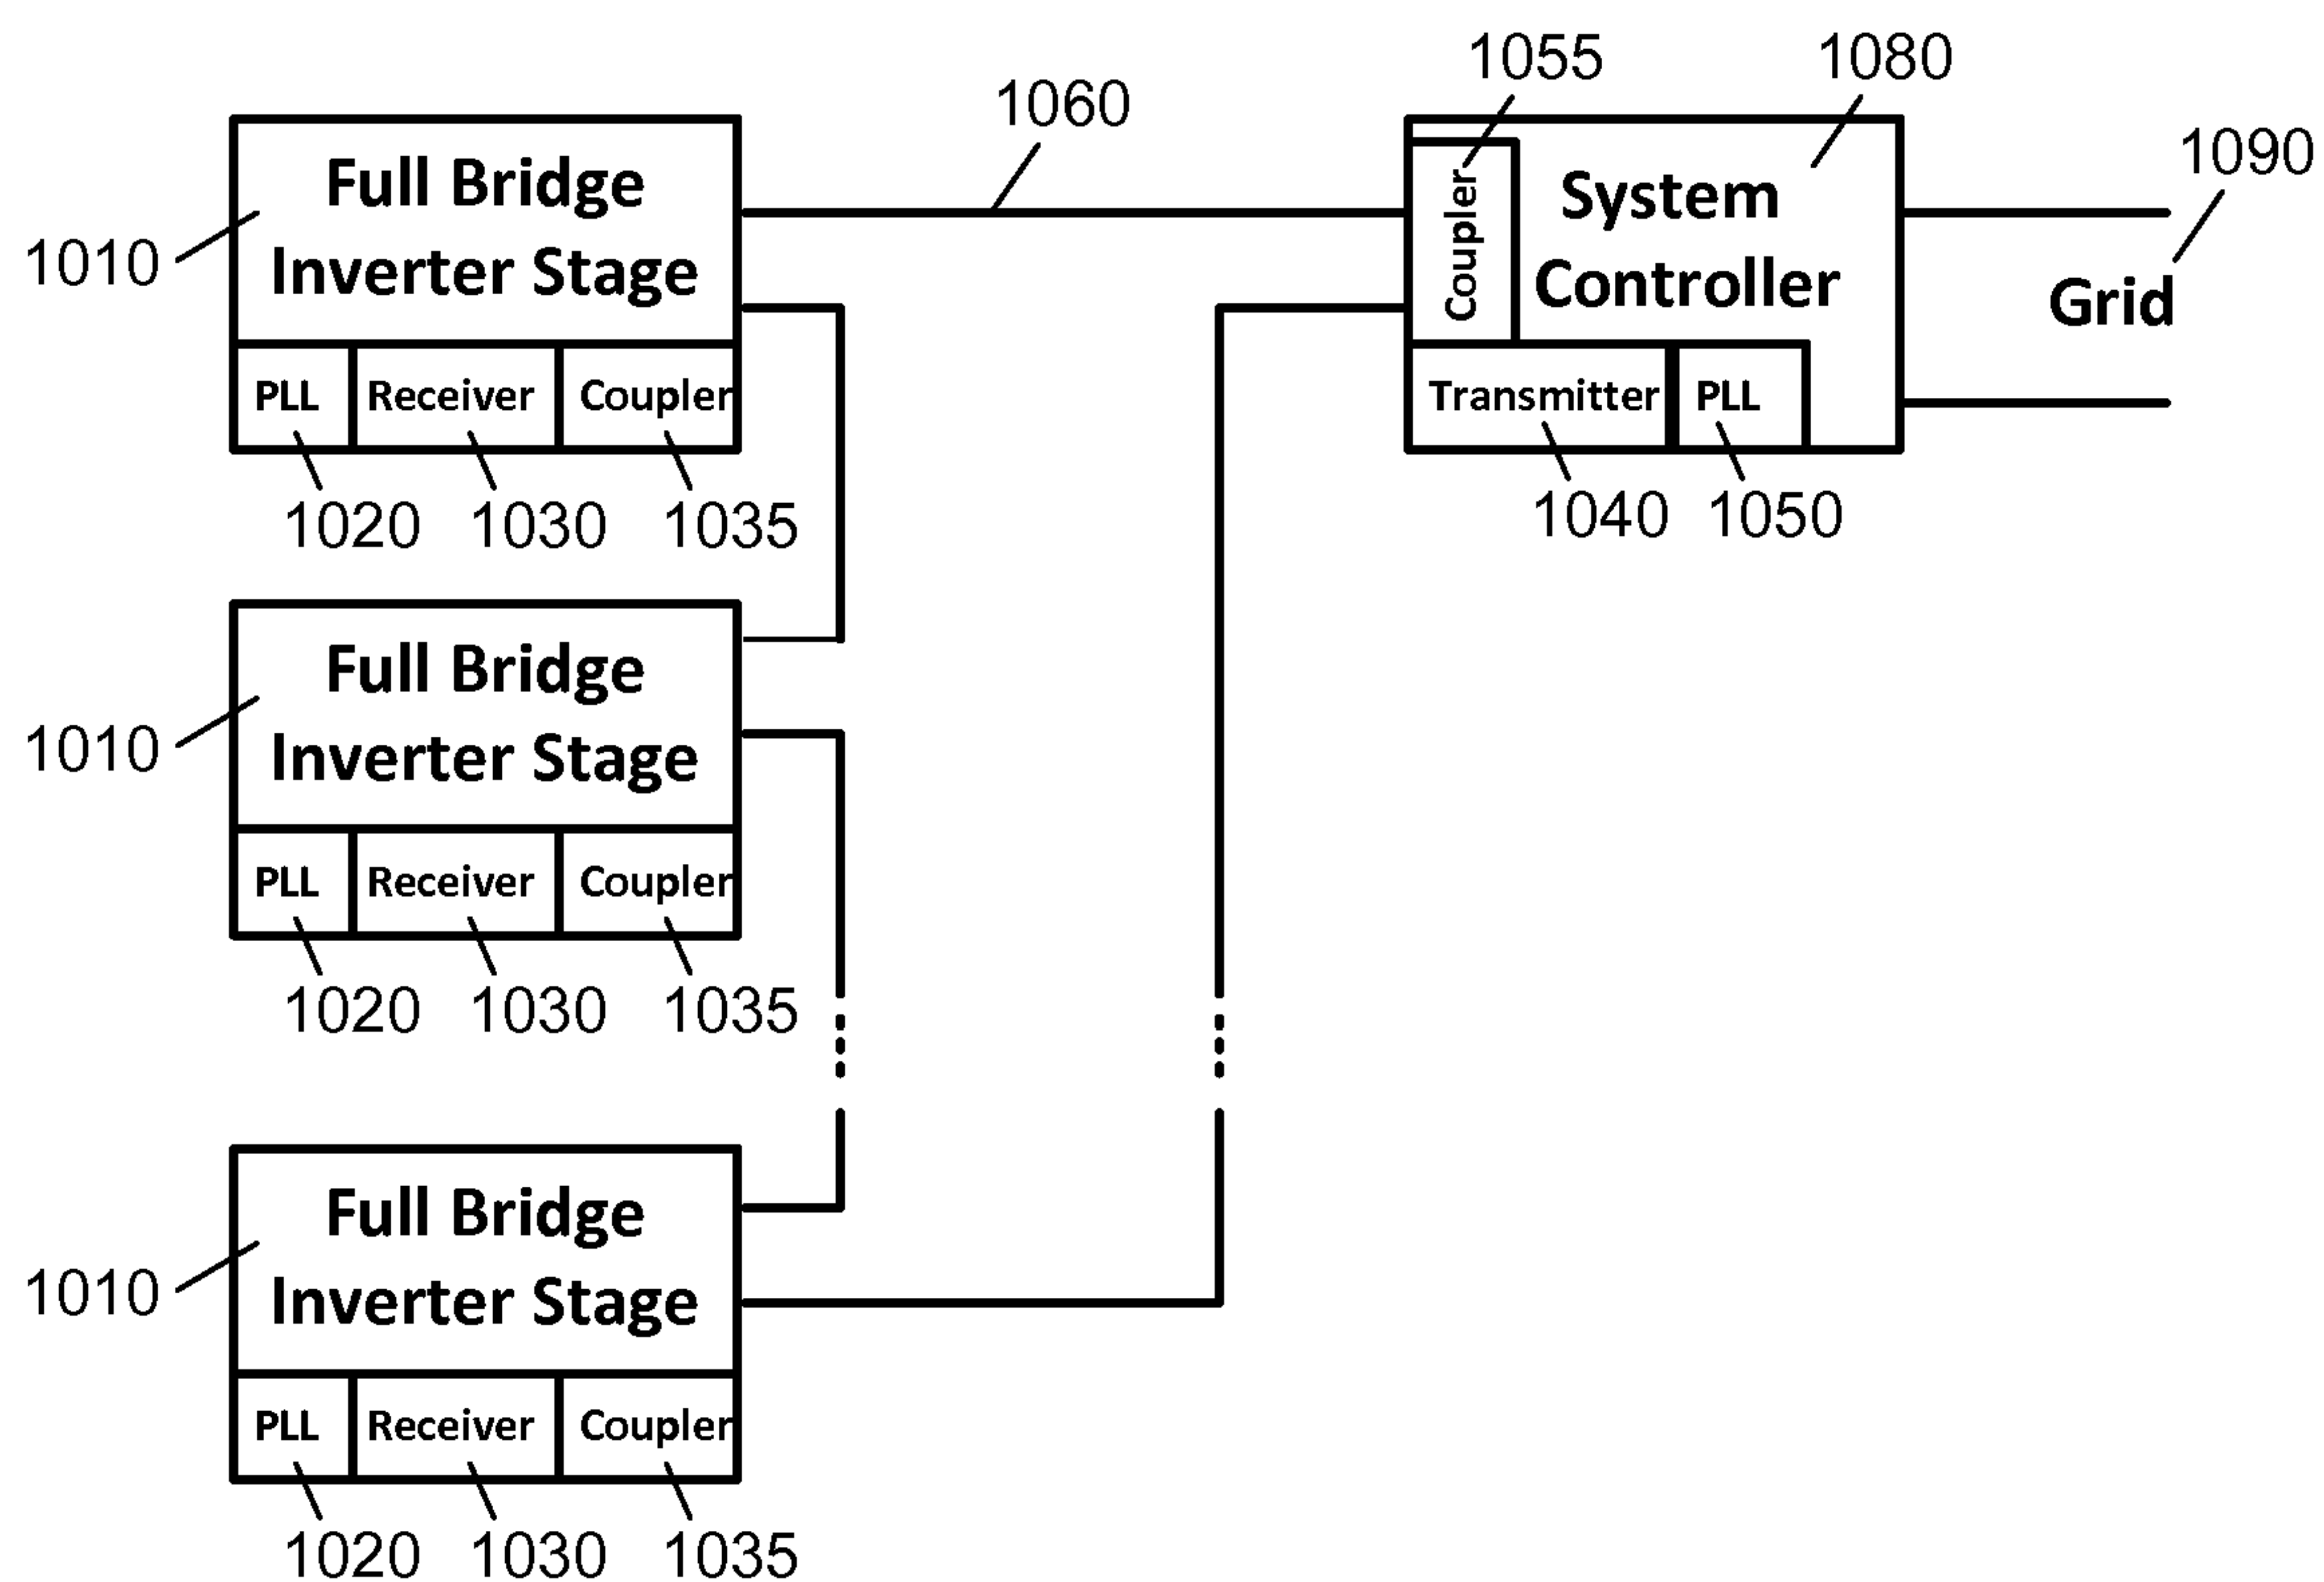 1055
1080
1060
1090
Full Bridge
Inverter Stage
1010
PLL
Receiver
Coupler
1020
1030
1035
Coupler
System
Controller
Transmitter
PLL
1040
1050
Grid
Full Bridge
Inverter Stage
1010
PLL
Receiver
Coupler
1020
1030
1035
Full Bridge
Inverter Stage
1010
PLL
Receiver
Coupler
1020
1030
1035